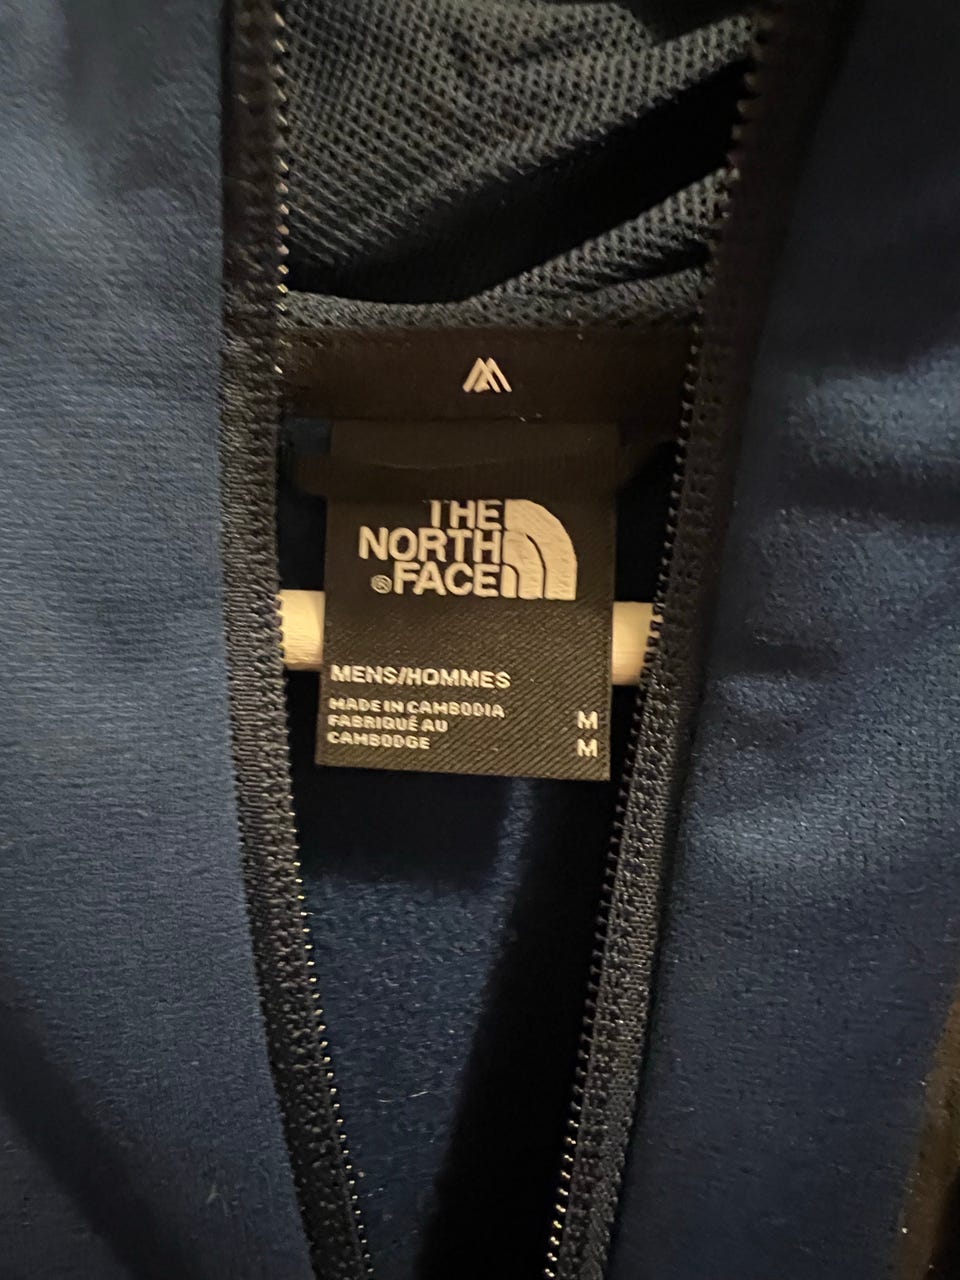 THE
NORTH
® FACE
MENS/HOMMES
MADE IN CAMBODIA
FABRIQUÉ AU M
CAMBODGE M